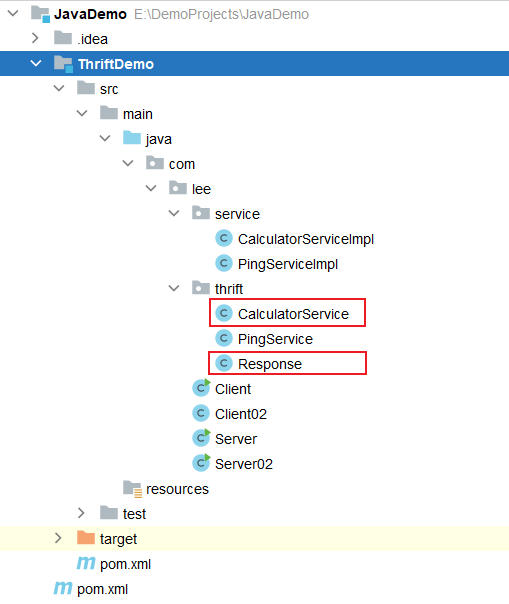 JavaDemo E:\DemoProjects\JavaDemo
.idea
ThriftDemo
src
main
java
com
lee
service
CalculatorServiceImpl
PingServiceImpl
thrift
CalculatorService
PingService
Response
Client
Client02
Server
Server02
resources
test
target
pom.xml
pom.xml